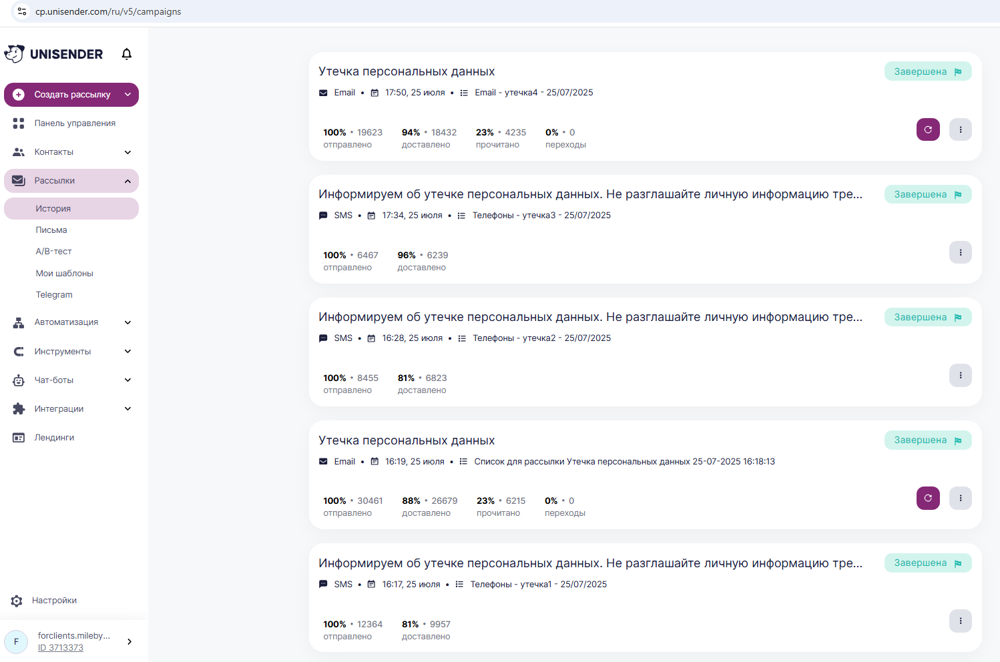 cp.unisender.com/ru/v5/campaigns
UNISENDER
Создать рассылку
Панель управления
Контакты
Рассылки
История
Письма
A/B-тест
Мои шаблоны
Telegram
Автоматизация
Инструменты
Чат-боты
Интеграции
Лендинги
Настройки
F
forclients.mileby...
ID 3713373
Утечка персональных данных
Завершена
Email • 17:50, 25 июля • Email - утечка4 - 25/07/2025
100% • 19623 94% • 18432 23% • 4235 0% • 0
отправлено доставлено прочитано переходы
Информируем об утечке персональных данных. Не разглашайте личную информацию тре...
Завершена
SMS • 17:34, 25 июля • Телефоны - утечка3 - 25/07/2025
100% • 6467 96% • 6239
отправлено доставлено
Информируем об утечке персональных данных. Не разглашайте личную информацию тре...
Завершена
SMS • 16:28, 25 июля • Телефоны - утечка2 - 25/07/2025
100% • 8455 81% • 6823
отправлено доставлено
Утечка персональных данных
Завершена
Email • 16:19, 25 июля • Список для рассылки Утечка персональных данных 25-07-2025 16:18:13
100% • 30461 88% • 26679 23% • 6215 0% • 0
отправлено доставлено прочитано переходы
Информируем об утечке персональных данных. Не разглашайте личную информацию тре...
Завершена
SMS • 16:17, 25 июля • Телефоны - утечка1 - 25/07/2025
100% • 12364 81% • 9957
отправлено доставлено